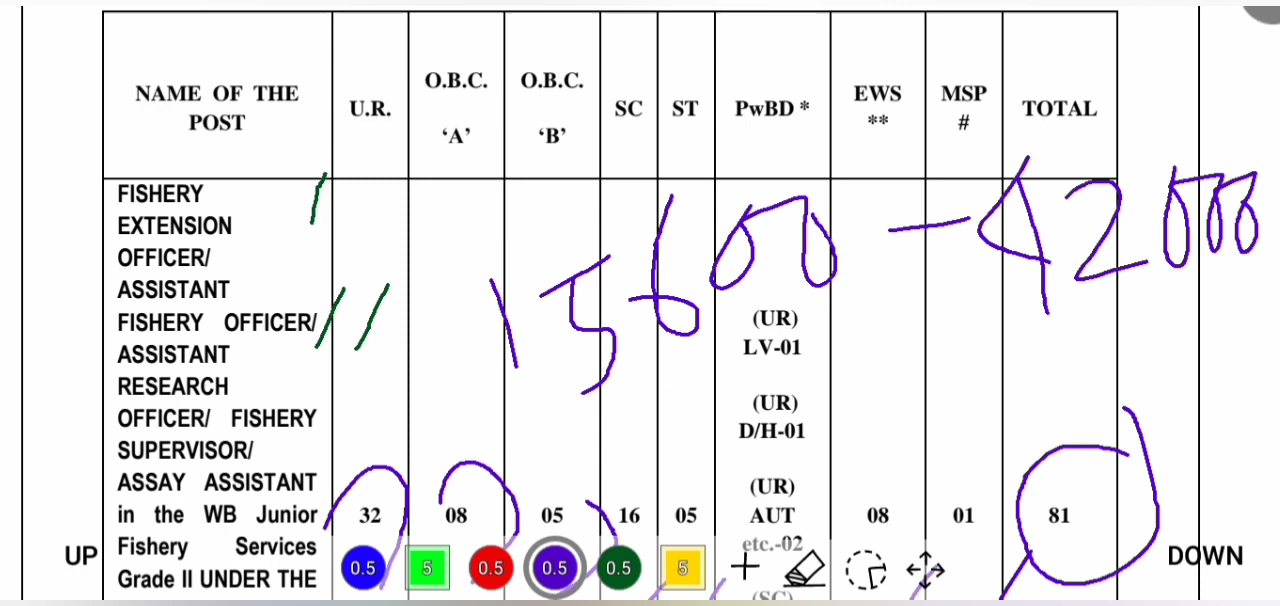 NAME OF THE POST U.R. O.B.C. 'A' O.B.C. 'B' SC ST PwBD * EWS ** MSP # TOTAL
FISHERY
EXTENSION
OFFICER/
ASSISTANT
FISHERY OFFICER/
ASSISTANT
RESEARCH
OFFICER/ FISHERY
SUPERVISOR/
ASSAY ASSISTANT
in the WB Junior
Fishery Services
Grade II UNDER THE
15600 - 42000
(UR)
LV-01
(UR)
D/H-01
(UR)
AUT
etc.-02
(SC)
32 08 05 16 05 08 01 81
UP
DOWN
0.5 5 0.5 0.5 0.5 5